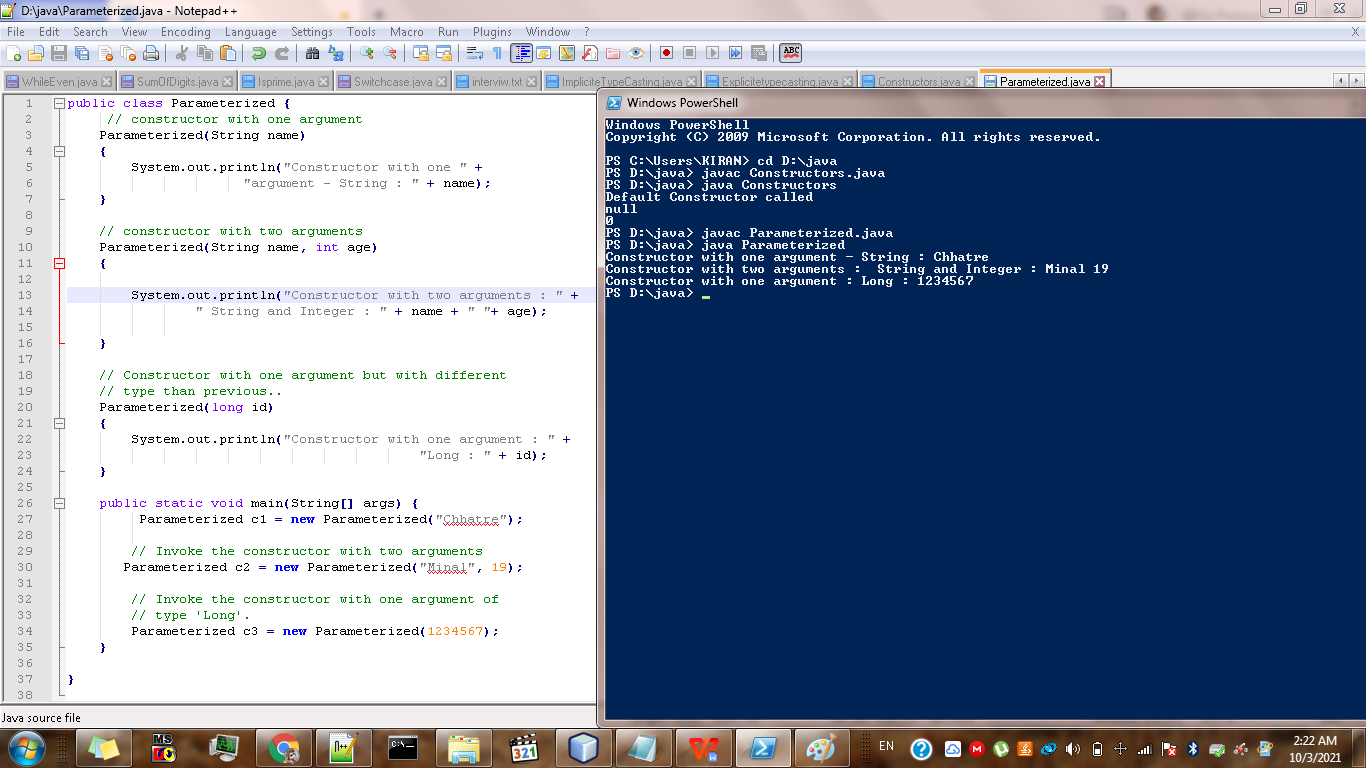 D:\java\Parameterized.java - Notepad++
File Edit Search View Encoding Language Settings Tools Macro Run Plugins Window ? X
WhileEven.java SumOfDigits.java Isprime.java Switchcase.java interviw.txt ImpliciteTypeCasting.java Explicitetypecasting.java Constructors.java Parameterized.java
1 public class Parameterized {
2 // constructor with one argument
3 Parameterized(String name)
4 {
5 System.out.println("Constructor with one " +
6 "argument - String : " + name);
7 }
8
9 // constructor with two arguments
10 Parameterized(String name, int age)
11 {
12
13 System.out.println("Constructor with two arguments : " +
14 " String and Integer : " + name + " "+ age);
15
16 }
17
18 // Constructor with one argument but with different
19 // type than previous..
20 Parameterized(long id)
21 {
22 System.out.println("Constructor with one argument : " +
23 "Long : " + id);
24 }
25
26 public static void main(String[] args) {
27 Parameterized c1 = new Parameterized("Chhatre");
28
29 // Invoke the constructor with two arguments
30 Parameterized c2 = new Parameterized("Minal", 19);
31
32 // Invoke the constructor with one argument of
33 // type 'Long'.
34 Parameterized c3 = new Parameterized(1234567);
35 }
36
37 }
38
Java source file
Windows PowerShell
Windows PowerShell
Copyright (C) 2009 Microsoft Corporation. All rights reserved.
PS C:\Users\KIRAN> cd D:\java
PS D:\java> javac Constructors.java
PS D:\java> java Constructors
Default Constructor called
null
0
PS D:\java> javac Parameterized.java
PS D:\java> java Parameterized
Constructor with one argument - String : Chhatre
Constructor with two arguments :  String and Integer : Minal 19
Constructor with one argument : Long : 1234567
PS D:\java>
EN
2:22 AM
10/3/2021